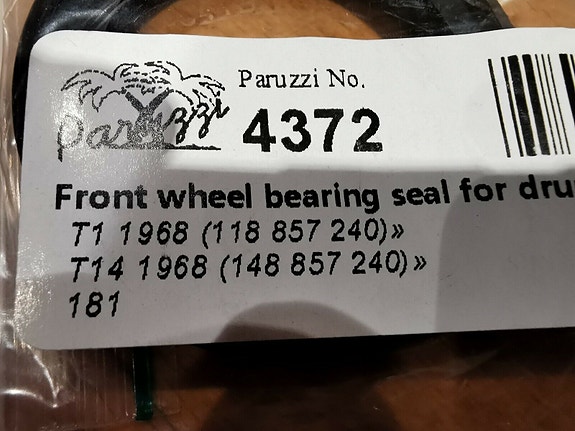 Paruzzi
Paruzzi No.
4372
Front wheel bearing seal for dru
T1 1968 (118 857 240)»
T14 1968 (148 857 240)»
181